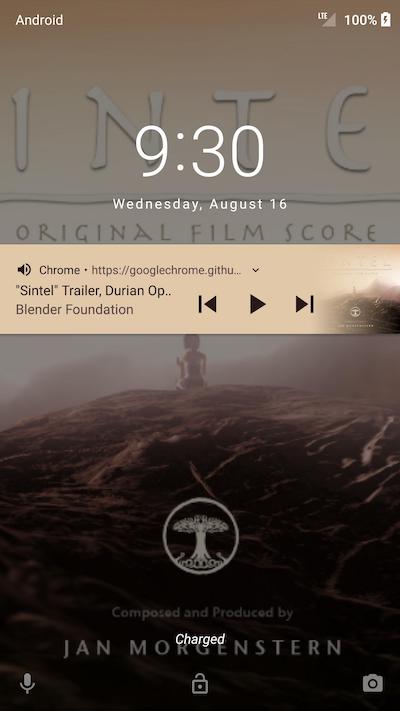 Android
LTE
100%
INTE
9:30
Wednesday, August 16
ORIGINAL FILM SCORE
Chrome • https://googlechrome.githu... 
"Sintel" Trailer, Durian Op..
Blender Foundation
Composed and Produced by
Charged
JAN MORGENSTERN